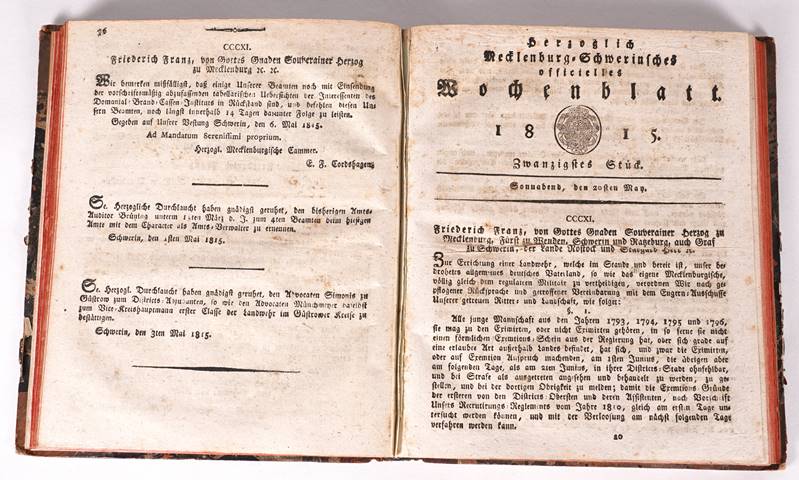 76
CCCXI.
Friederich Franz, von Gottes Gnaden Souverainer Herzog
zu Mecklenburg ꝛc. ꝛc.
Wir bemerken mißfälligst, daß einige Unserer Beamten noch mit Einsendung
der vorschriftmäßig abzufassenden tabellarischen Uebersichten der Interessenten des
Domanial-Brand-Cassen-Instituts in Rückstand sind, und befehlen diesen Un-
sern Beamten, noch längst innerhalb 14 Tagen darunter Folge zu leisten.
Gegeben auf Unser Vestung Schwerin, den 6. Mai 1815.
Ad Mandatum Serenissimi proprium.
Herzogl. Mecklenburgische Cammer.
E. F. Cordshagen.
Se. Herzogliche Durchlaucht haben gnädigst geruhet, den bisherigen Amts-
Auditor Brüning unterm 13ten März d. J. zum 4ten Beamten beim hiesigen
Amte mit dem Character als Amts-Verwalter zu ernennen.
Schwerin, den 1sten Mai 1815.
Se. Herzogl. Durchlaucht haben gnädigst geruhet, den Advocaten Simonis zu
Güstrow zum Districts-Adjudanten, so wie den Advocaten Münchmeyer daselbst
zum Vice-Kreishauptmann erster Classe der Landwehr im Güstrower Kreise zu
bestätigen.
Schwerin, den 3ten Mai 1815.
Herzoglich
Mecklenburg-Schwerinsches
officielles
Wochenblatt.
1815.
Zwanzigstes Stück.
Sonnabend, den 20sten May.
CCCXI.
Friederich Franz, von Gottes Gnaden Souverainer Herzog zu
Mecklenburg, Fürst zu Wenden, Schwerin und Ratzeburg, auch Graf
zu Schwerin, der Lande Rostock und Stargard Herr ꝛc.
Zur Errichtung einer Landwehr, welche im Stande und bereit ist, unser be-
drohetes allgemeines deutsches Vaterland, so wie das eigene Mecklenburgische,
völlig gleich dem regulairen Militair zu vertheidigen, verordnen Wir nach ge-
pflogener Rücksprache und getroffener Vereinbarung mit dem Engern Ausschusse
Unserer getreuen Ritter- und Landschaft, wie folget:
§. 1.
Alle junge Mannschaft aus den Jahren 1793, 1794, 1795 und 1796,
sie mag zu den Eximirten, oder nicht Eximirten gehören, in so ferne sie nicht
einen förmlichen Exemtions-Schein aus der Regierung hat, oder sich grade auf
eine erlaubte Art außerhalb Landes befindet, hat sich, und zwar die Eximirten,
oder auf Exemtion Anspruch machenden, am 1sten Junius, die übrigen aber
am folgenden Tage, als am 2ten Junius, in ihrer Districts-Stadt ohnfehlbar,
und bei Strafe als ausgetreten angesehen und behandelt zu werden, zu ge-
stellen, und bei der dortigen Obrigkeit zu melden; damit die Exemtions-Gründe
der ersteren von den Districts-Obersten und deren Assistenten, nach Vorschrift
Unsers Recrutirungs-Reglements vom Jahre 1810, gleich am ersten Tage un-
tersucht werden können, und mit der Verloosung am nächst folgenden Tage
verfahren werden kann.
20